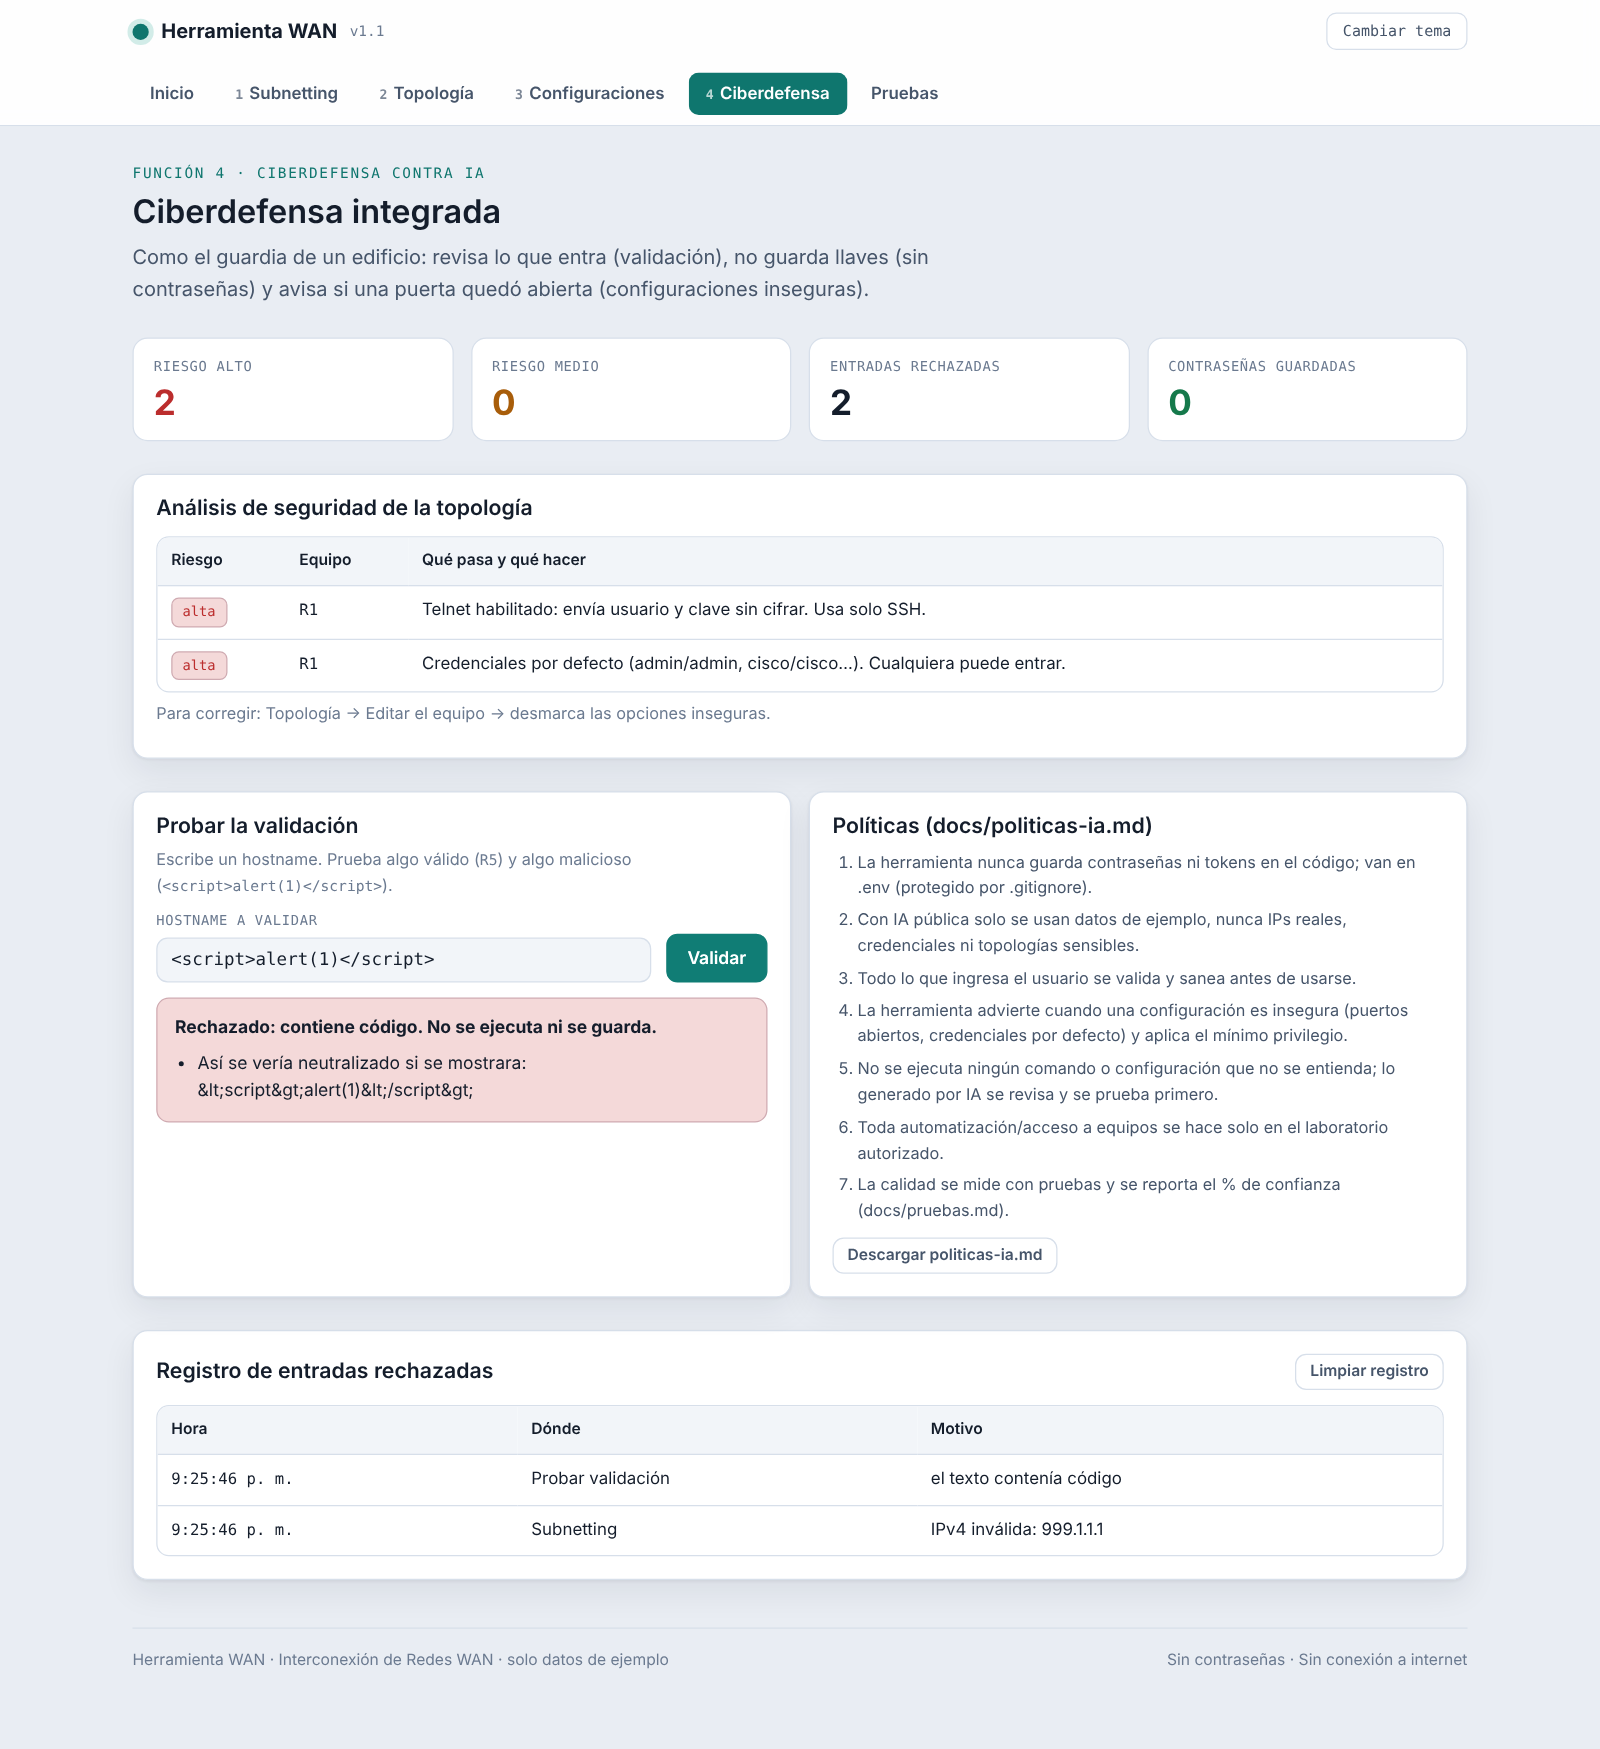 Herramienta WAN v1.1
Cambiar tema
Inicio
1 Subnetting
2 Topología
3 Configuraciones
4 Ciberdefensa
Pruebas
FUNCIÓN 4 · CIBERDEFENSA CONTRA IA
Ciberdefensa integrada
Como el guardia de un edificio: revisa lo que entra (validación), no guarda llaves (sin
contraseñas) y avisa si una puerta quedó abierta (configuraciones inseguras).
RIESGO ALTO
2
RIESGO MEDIO
0
ENTRADAS RECHAZADAS
2
CONTRASEÑAS GUARDADAS
0
Análisis de seguridad de la topología
Riesgo Equipo Qué pasa y qué hacer
alta R1 Telnet habilitado: envía usuario y clave sin cifrar. Usa solo SSH.
alta R1 Credenciales por defecto (admin/admin, cisco/cisco...). Cualquiera puede entrar.
Para corregir: Topología → Editar el equipo → desmarca las opciones inseguras.
Probar la validación
Escribe un hostname. Prueba algo válido (R5) y algo malicioso
(<script>alert(1)</script>).
HOSTNAME A VALIDAR
<script>alert(1)</script>
Validar
Rechazado: contiene código. No se ejecuta ni se guarda.
• Así se vería neutralizado si se mostrara:
&lt;script&gt;alert(1)&lt;/script&gt;
Políticas (docs/politicas-ia.md)
1. La herramienta nunca guarda contraseñas ni tokens en el código; van en
.env (protegido por .gitignore).
2. Con IA pública solo se usan datos de ejemplo, nunca IPs reales,
credenciales ni topologías sensibles.
3. Todo lo que ingresa el usuario se valida y sanea antes de usarse.
4. La herramienta advierte cuando una configuración es insegura (puertos
abiertos, credenciales por defecto) y aplica el mínimo privilegio.
5. No se ejecuta ningún comando o configuración que no se entienda; lo
generado por IA se revisa y se prueba primero.
6. Toda automatización/acceso a equipos se hace solo en el laboratorio
autorizado.
7. La calidad se mide con pruebas y se reporta el % de confianza
(docs/pruebas.md).
Descargar politicas-ia.md
Registro de entradas rechazadas
Limpiar registro
Hora Dónde Motivo
9:25:46 p. m. Probar validación el texto contenía código
9:25:46 p. m. Subnetting IPv4 inválida: 999.1.1.1
Herramienta WAN · Interconexión de Redes WAN · solo datos de ejemplo
Sin contraseñas · Sin conexión a internet